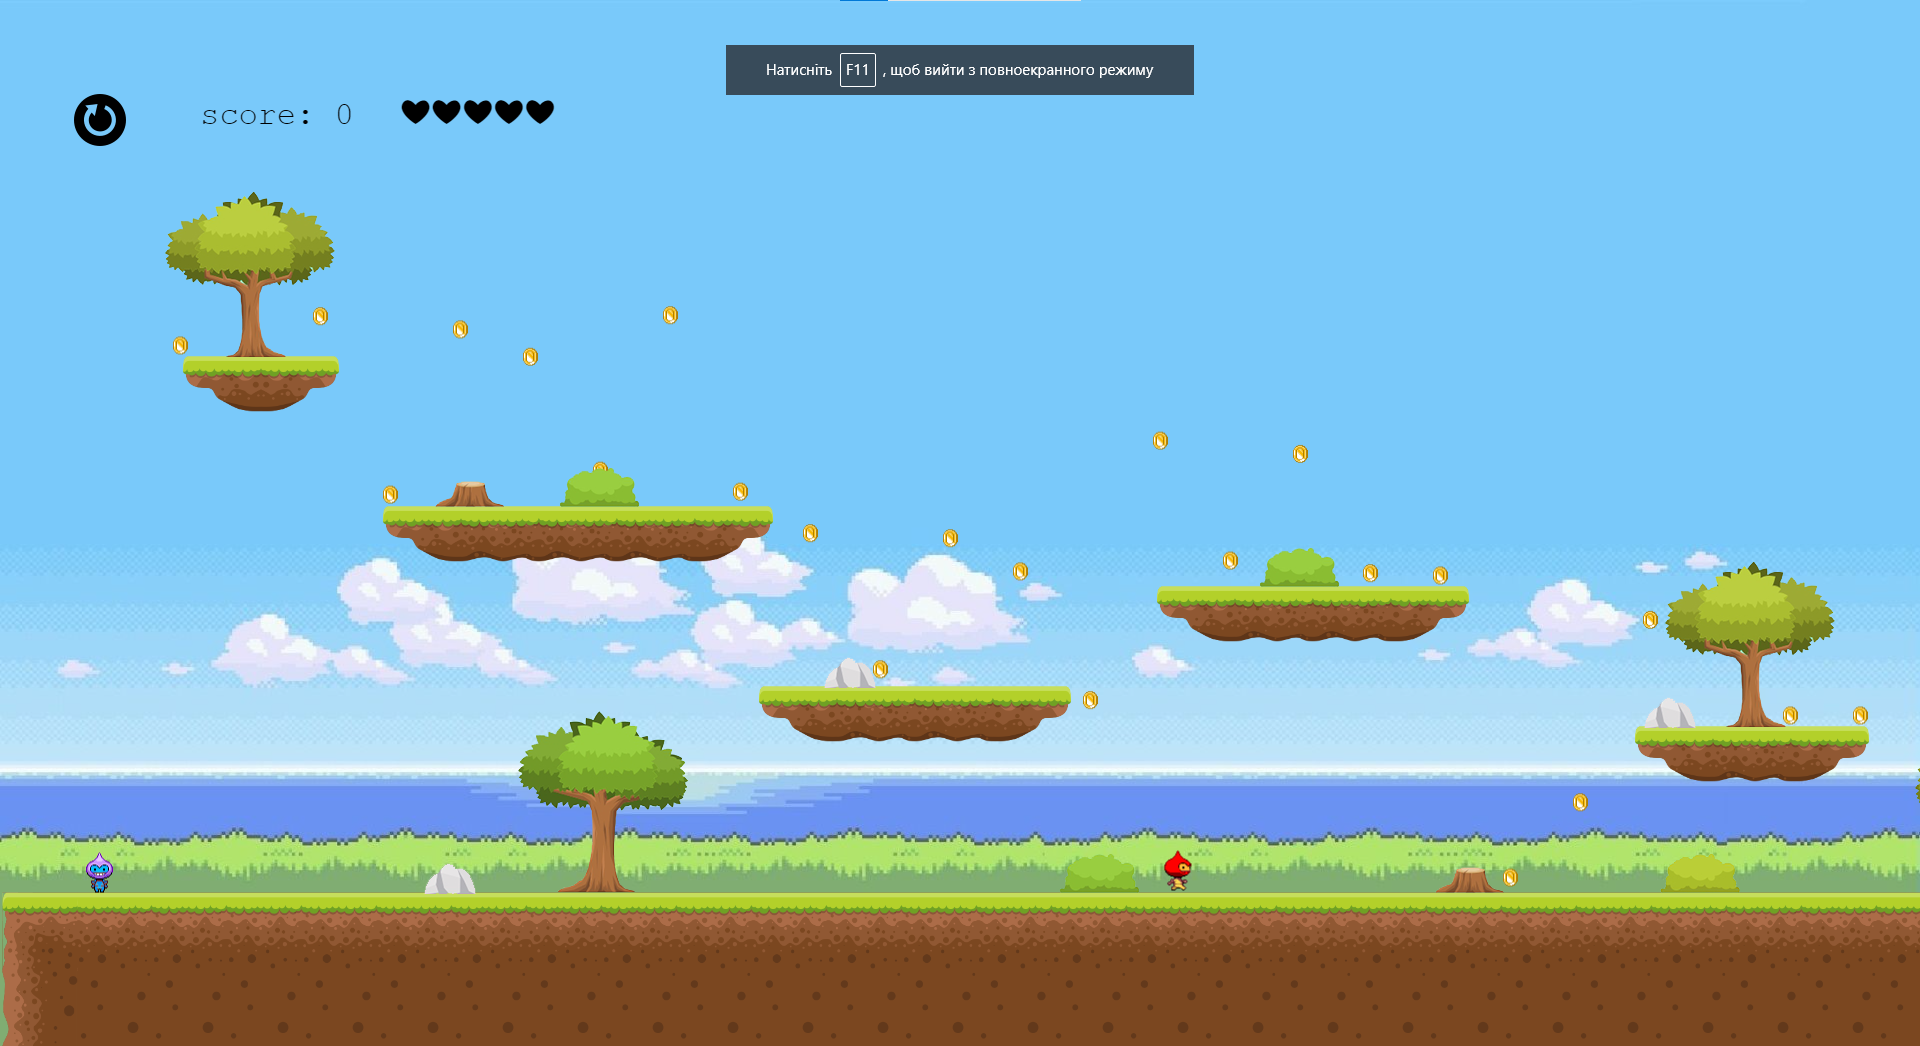 Натисніть F11 , щоб вийти з повноекранного режиму
score: 0